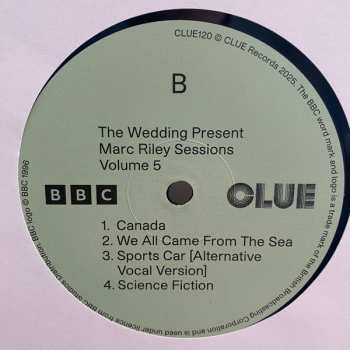 CLUE120 © CLUE Records 2025. The BBC word mark and logo is a trade mark of the British Broadcasting Corporation and is used under licence from
BBC logo © BBC 1996
B
The Wedding Present
Marc Riley Sessions
Volume 5
BBC
CLUE
1. Canada
2. We All Came From The Sea
3. Sports Car [Alternative
Vocal Version]
4. Science Fiction